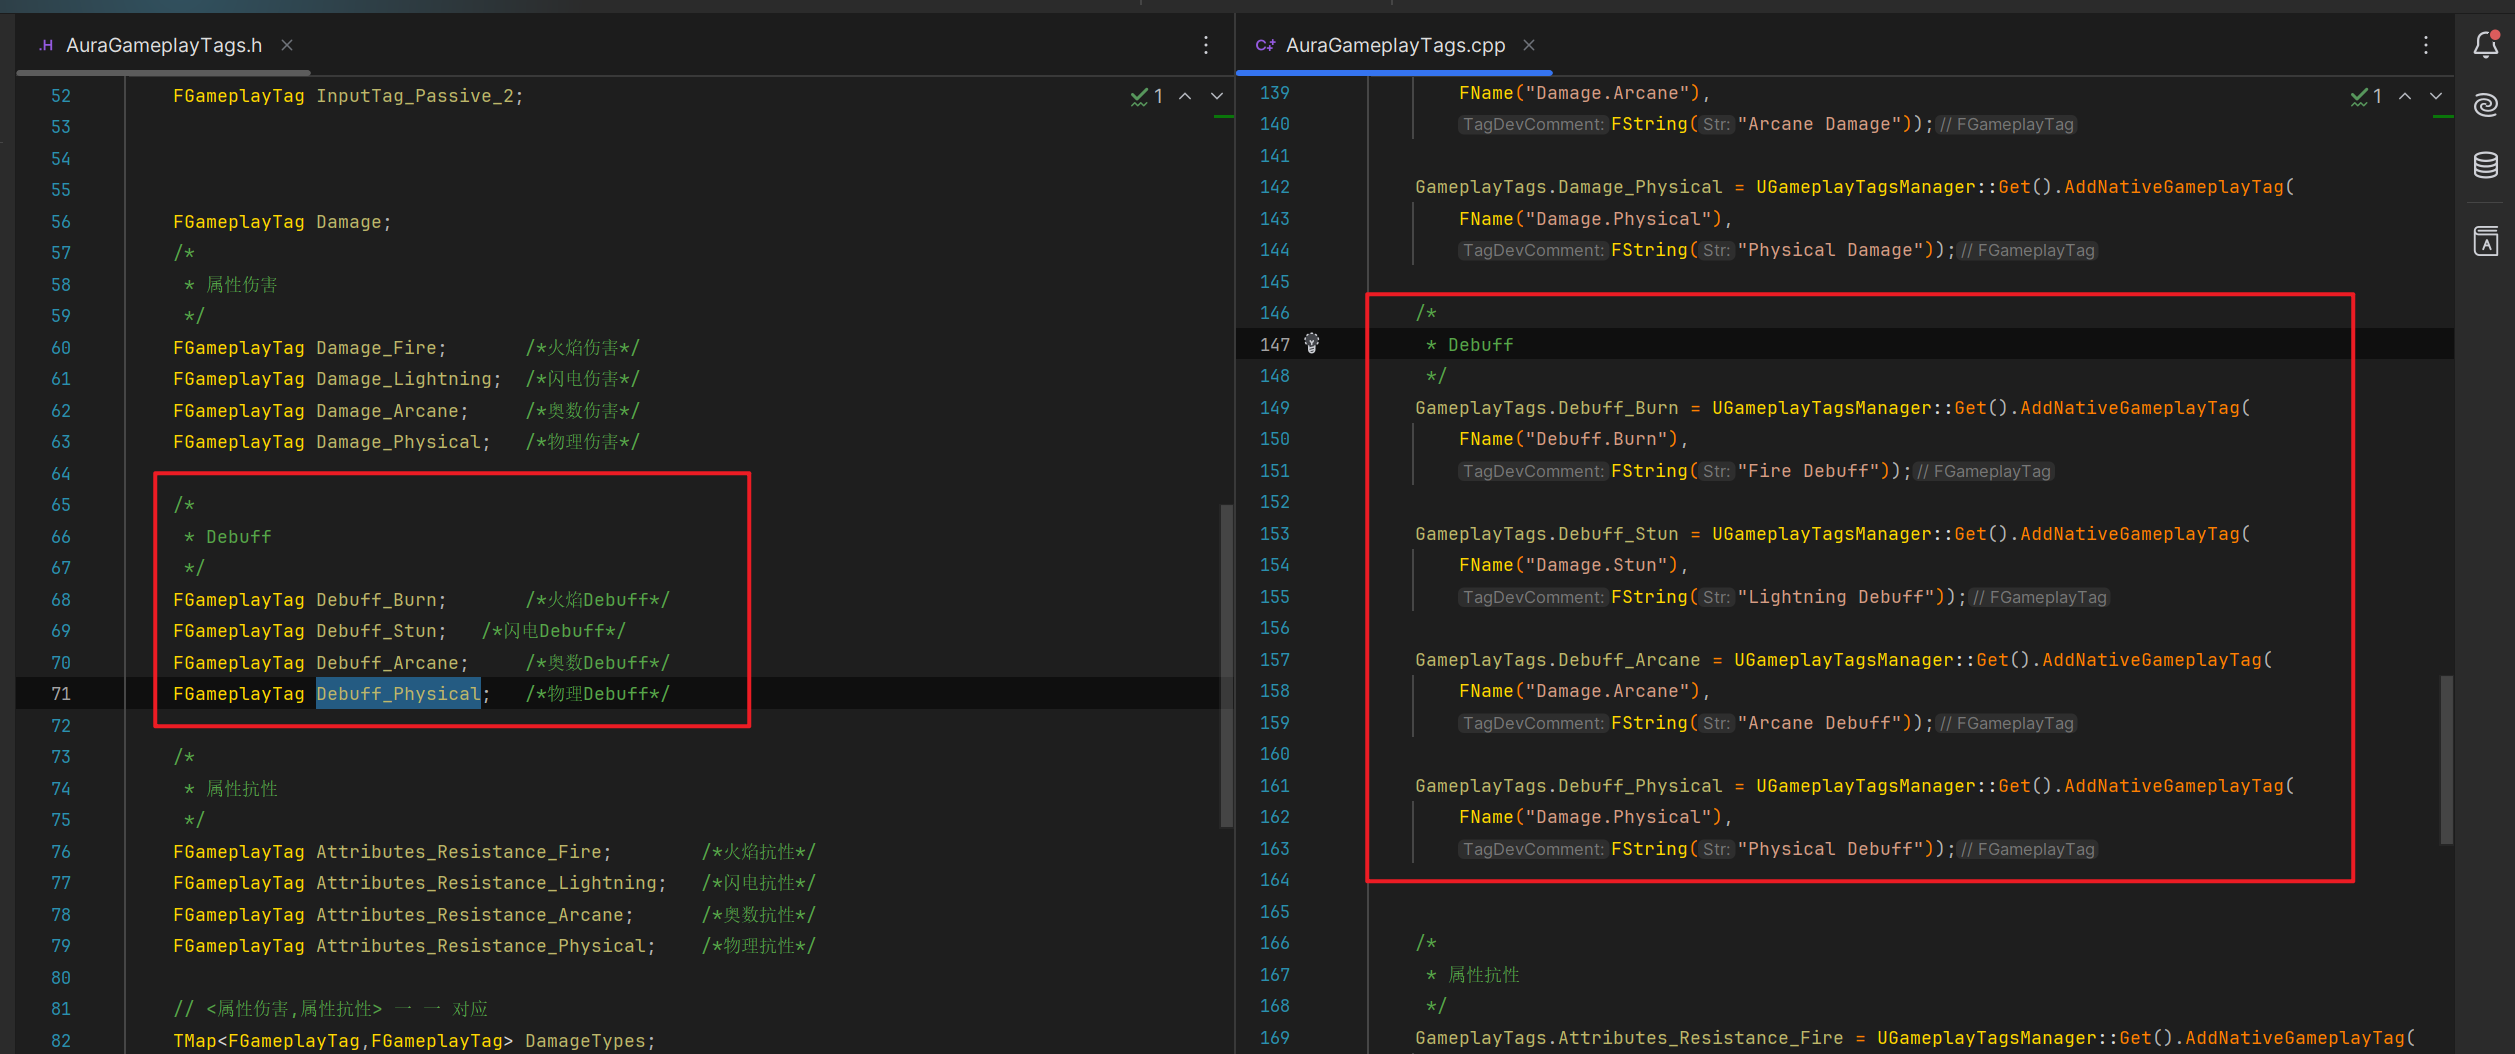 .H AuraGameplayTags.h
52 FGameplayTag InputTag_Passive_2;
1
53
54
55
56 FGameplayTag Damage;
57 /*
58 * 属性伤害
59 */
60 FGameplayTag Damage_Fire; /*火焰伤害*/
61 FGameplayTag Damage_Lightning; /*闪电伤害*/
62 FGameplayTag Damage_Arcane; /*奥数伤害*/
63 FGameplayTag Damage_Physical; /*物理伤害*/
64
65 /*
66 * Debuff
67 */
68 FGameplayTag Debuff_Burn; /*火焰Debuff*/
69 FGameplayTag Debuff_Stun; /*闪电Debuff*/
70 FGameplayTag Debuff_Arcane; /*奥数Debuff*/
71 FGameplayTag Debuff_Physical; /*物理Debuff*/
72
73 /*
74 * 属性抗性
75 */
76 FGameplayTag Attributes_Resistance_Fire; /*火焰抗性*/
77 FGameplayTag Attributes_Resistance_Lightning; /*闪电抗性*/
78 FGameplayTag Attributes_Resistance_Arcane; /*奥数抗性*/
79 FGameplayTag Attributes_Resistance_Physical; /*物理抗性*/
80
81 // <属性伤害,属性抗性> 一 一 对应
82 TMap<FGameplayTag,FGameplayTag> DamageTypes;
C++ AuraGameplayTags.cpp
139 FName("Damage.Arcane"),
1
140 TagDevComment: FString( Str: "Arcane Damage")); // FGameplayTag
141
142 GameplayTags.Damage_Physical = UGameplayTagsManager::Get().AddNativeGameplayTag(
143 FName("Damage.Physical"),
144 TagDevComment: FString( Str: "Physical Damage")); // FGameplayTag
145
146 /*
147 * Debuff
148 */
149 GameplayTags.Debuff_Burn = UGameplayTagsManager::Get().AddNativeGameplayTag(
150 FName("Debuff.Burn"),
151 TagDevComment: FString( Str: "Fire Debuff")); // FGameplayTag
152
153 GameplayTags.Debuff_Stun = UGameplayTagsManager::Get().AddNativeGameplayTag(
154 FName("Damage.Stun"),
155 TagDevComment: FString( Str: "Lightning Debuff")); // FGameplayTag
156
157 GameplayTags.Debuff_Arcane = UGameplayTagsManager::Get().AddNativeGameplayTag(
158 FName("Damage.Arcane"),
159 TagDevComment: FString( Str: "Arcane Debuff")); // FGameplayTag
160
161 GameplayTags.Debuff_Physical = UGameplayTagsManager::Get().AddNativeGameplayTag(
162 FName("Damage.Physical"),
163 TagDevComment: FString( Str: "Physical Debuff")); // FGameplayTag
164
165
166 /*
167 * 属性抗性
168 */
169 GameplayTags.Attributes_Resistance_Fire = UGameplayTagsManager::Get().AddNativeGameplayTag(